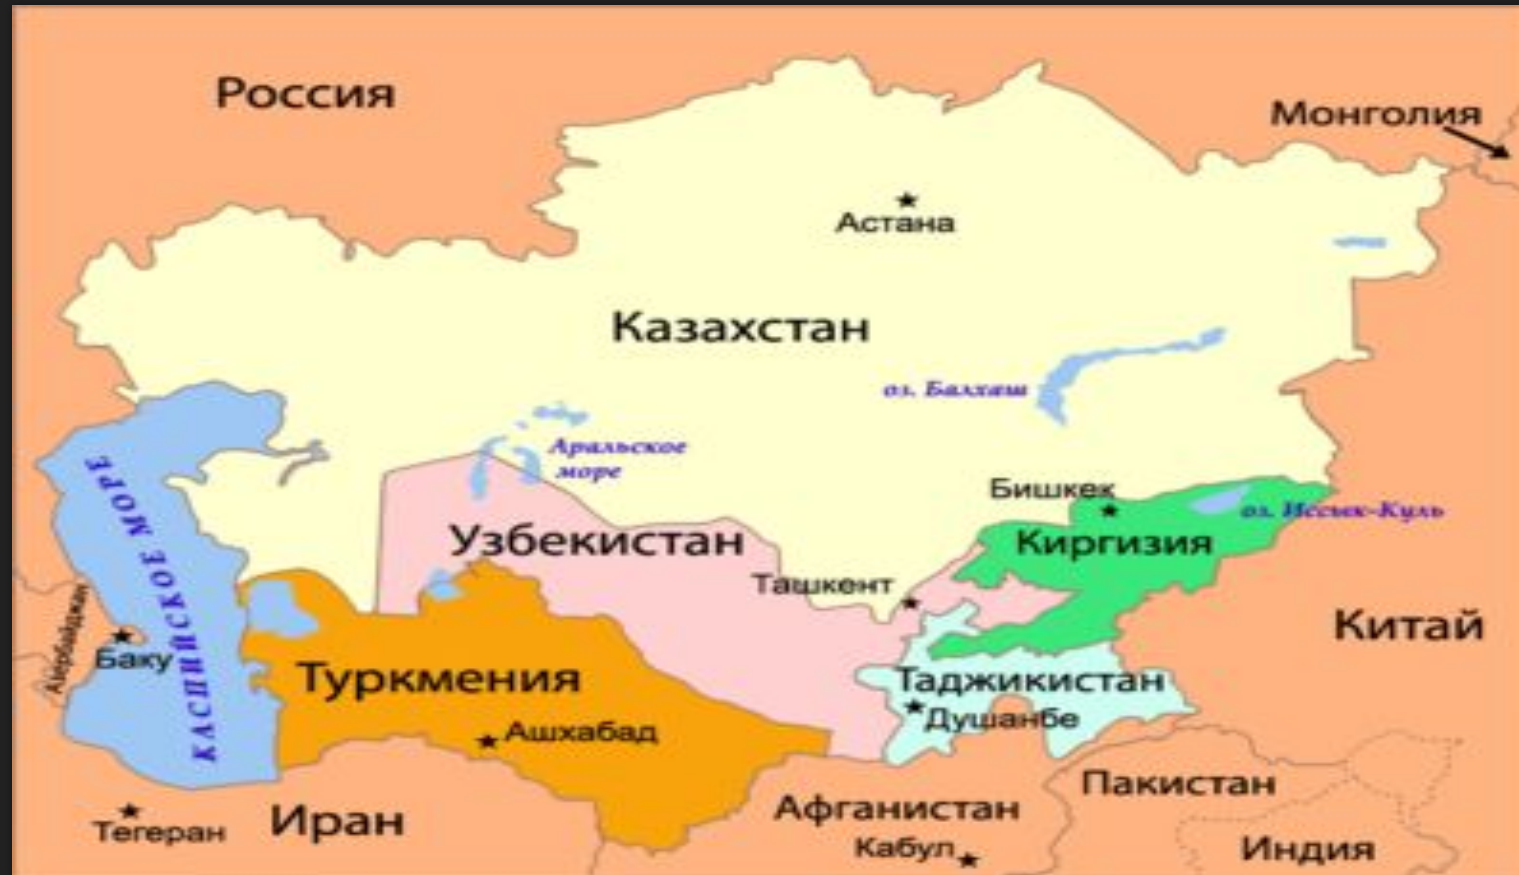 Россия
Монголия
Астана
Казахстан
оз. Балхаш
Аральское
море
КАСПИЙСКОЕ МОРЕ
Бишкек
оз. Иссык-Куль
Узбекистан
Киргизия
Ташкент
Азербайджан
Баку
Китай
Туркмения
Таджикистан
Ашхабад
Душанбе
Пакистан
Тегеран
Иран
Афганистан
Кабул
Индия